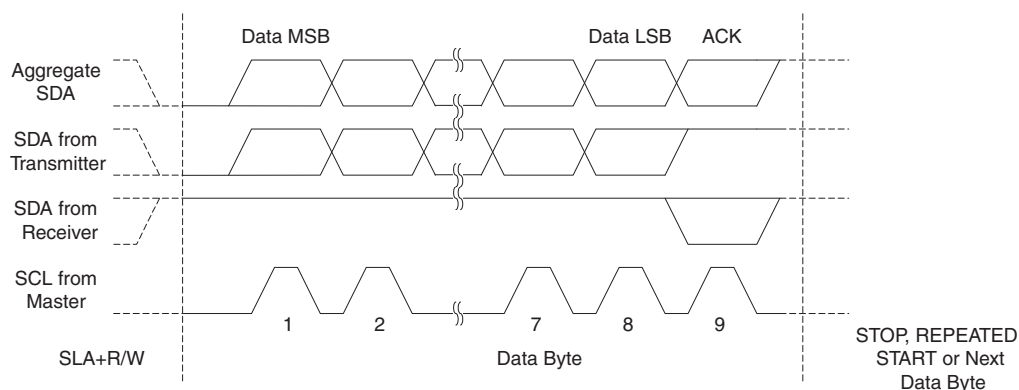 Data MSB
Data LSB
ACK
Aggregate
SDA
SDA from
Transmitter
SDA from
Receiver
SCL from
Master
1
2
7
8
9
SLA+R/W
Data Byte
STOP, REPEATED
START or Next
Data Byte